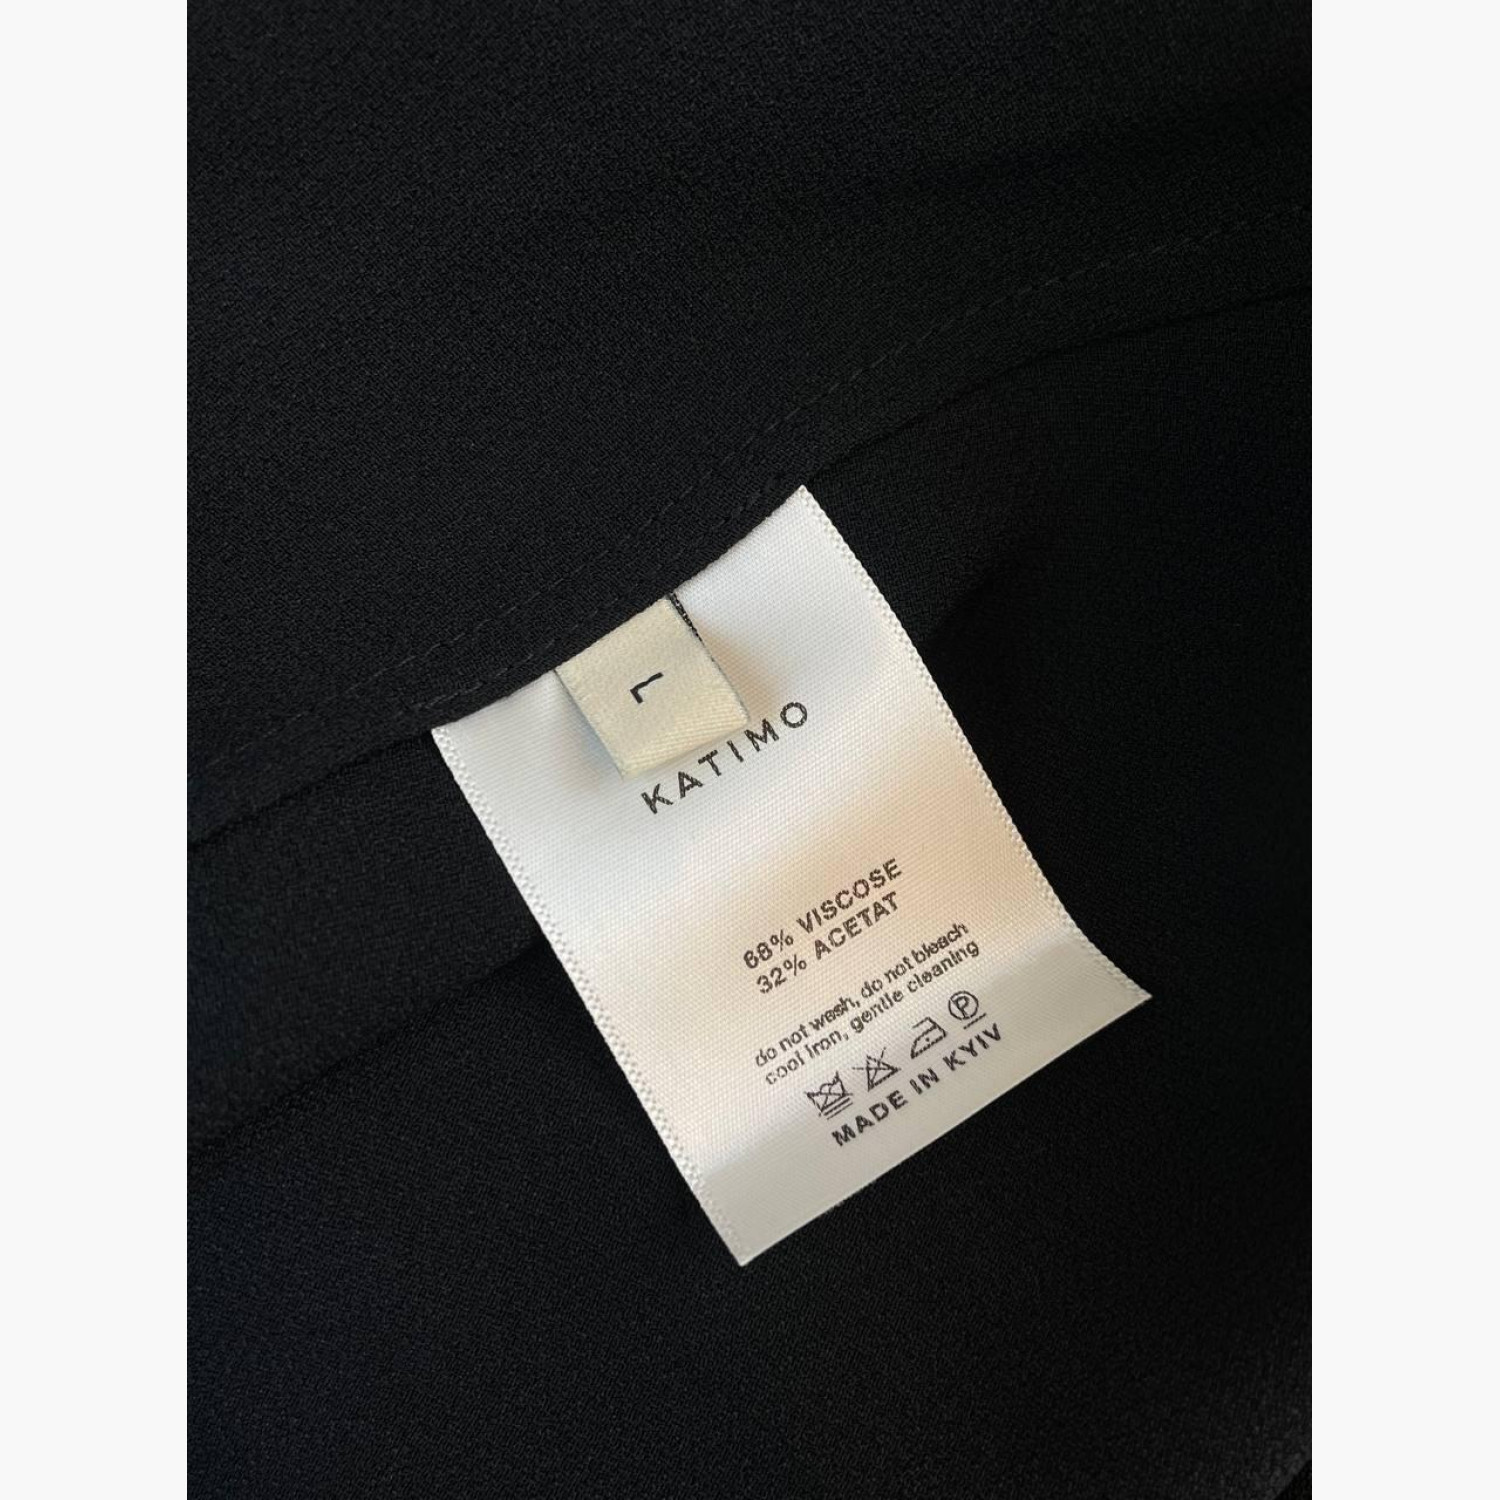 L
KATIMO
68% VISCOSE
32% ACETAT
do not wash, do not bleach
cool iron, gentle cleaning
P
MADE IN KYIV